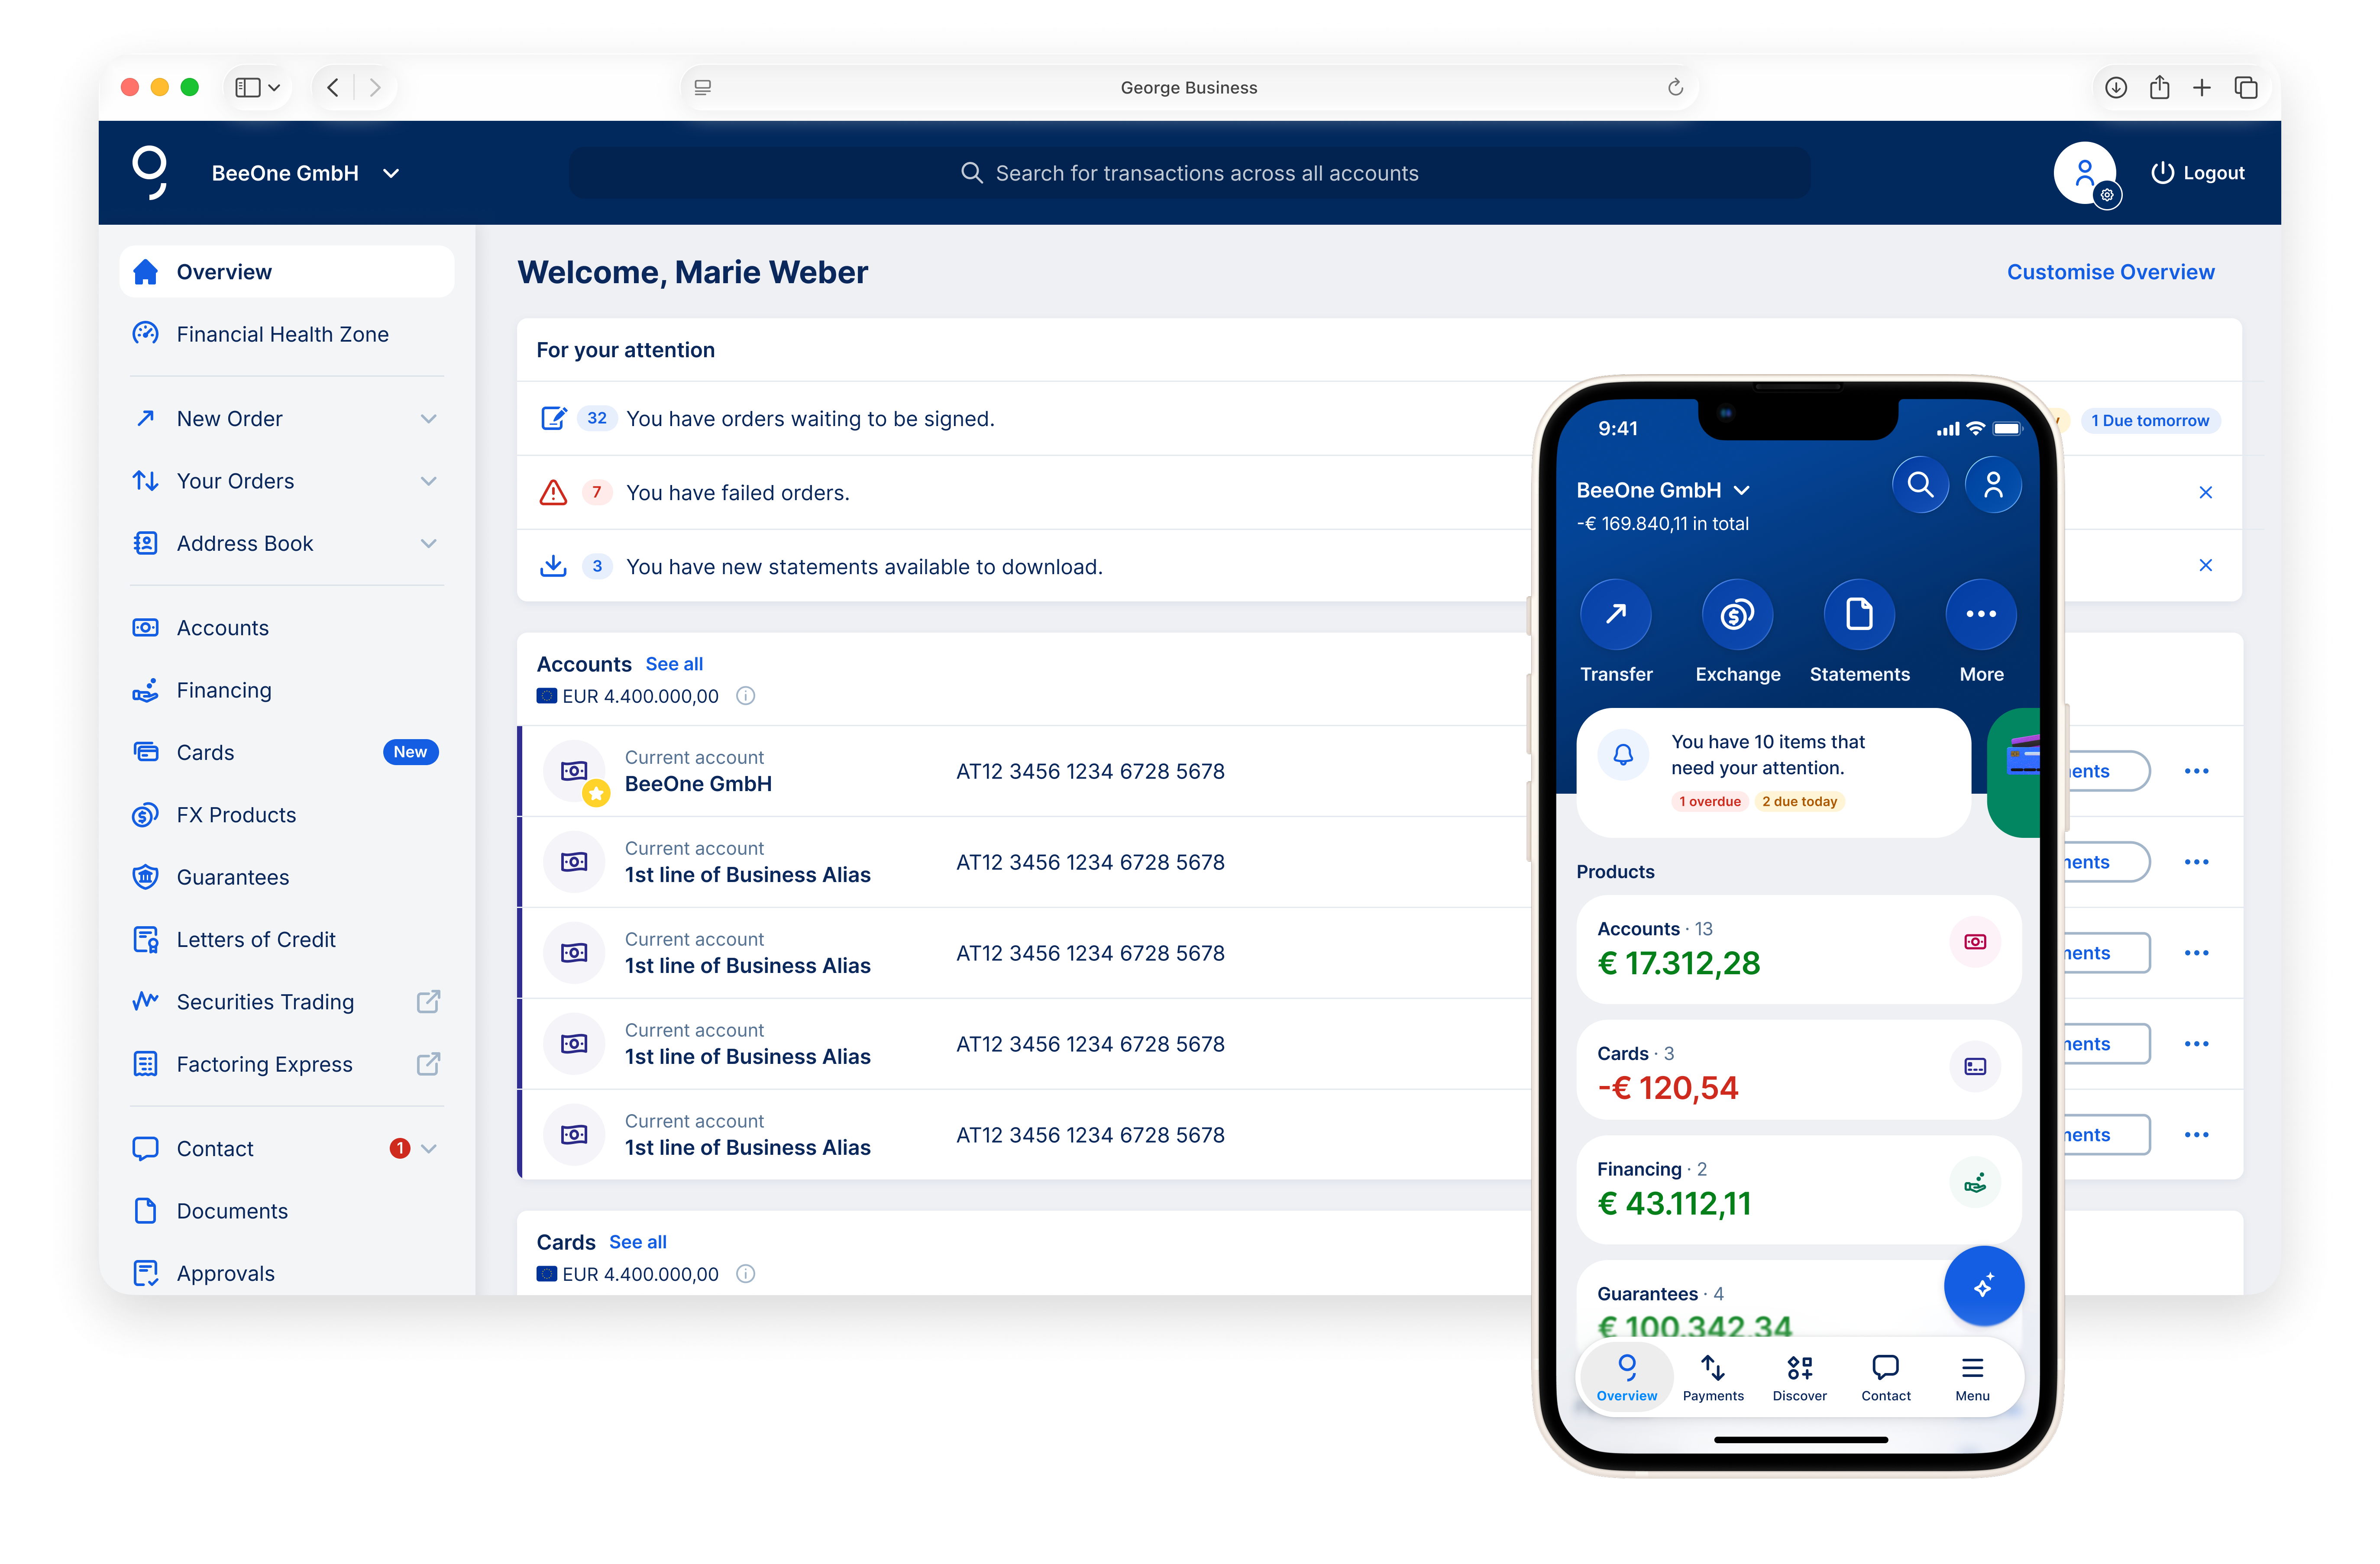 George Business
BeeOne GmbH
Search for transactions across all accounts
Logout
Overview
Financial Health Zone
New Order
Your Orders
Address Book
Accounts
Financing
Cards
New
FX Products
Guarantees
Letters of Credit
Securities Trading
Factoring Express
Contact
1
Documents
Approvals
Welcome, Marie Weber
Customise Overview
For your attention
32 You have orders waiting to be signed.
1 Due tomorrow
7 You have failed orders.
3 You have new statements available to download.
Accounts See all
EUR 4.400.000,00
Current account
BeeOne GmbH
AT12 3456 1234 6728 5678
Current account
1st line of Business Alias
AT12 3456 1234 6728 5678
Current account
1st line of Business Alias
AT12 3456 1234 6728 5678
Current account
1st line of Business Alias
AT12 3456 1234 6728 5678
Current account
1st line of Business Alias
AT12 3456 1234 6728 5678
Cards See all
EUR 4.400.000,00
9:41
BeeOne GmbH
-€ 169.840,11 in total
Transfer
Exchange
Statements
More
You have 10 items that
need your attention.
1 overdue
2 due today
Products
Accounts · 13
€ 17.312,28
Cards · 3
-€ 120,54
Financing · 2
€ 43.112,11
Guarantees · 4
€ 100.342,34
Overview
Payments
Discover
Contact
Menu